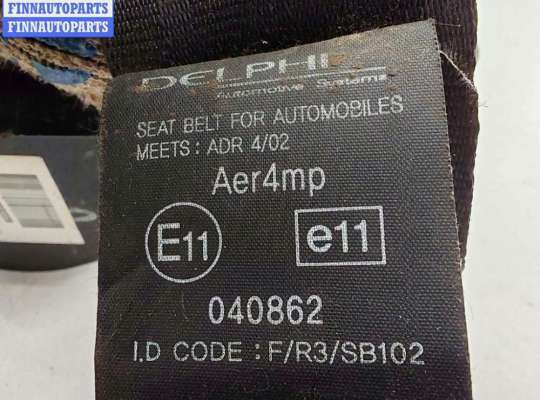 FINNAUTOPARTS
FINNAUTOPARTS
DELPHI
Automotive Systems
SEAT BELT FOR AUTOMOBILES
MEETS : ADR 4/02
Aer4mp
E11
e11
040862
I.D CODE : F/R3/SB102